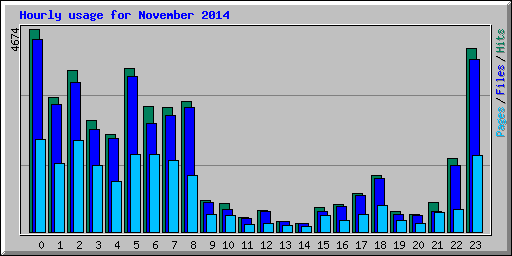 Hourly usage for November 2014
4674
Pages / Files / Hits
0 1 2 3 4 5 6 7 8 9 10 11 12 13 14 15 16 17 18 19 20 21 22 23